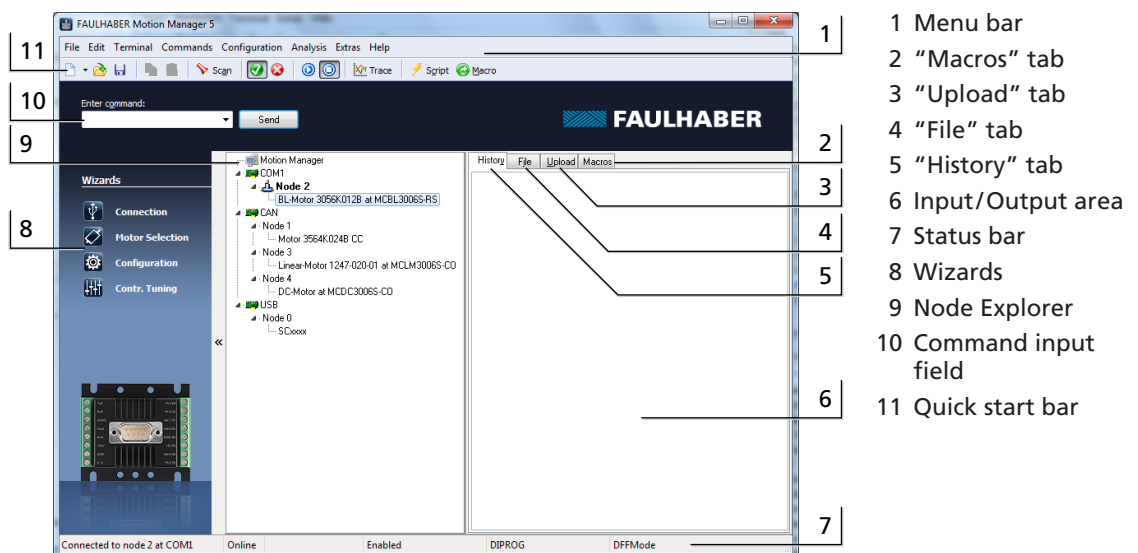 FAULHABER Motion Manager 5
File Edit Terminal Commands Configuration Analysis Extras Help
Scan Trace Script Macro
Enter command:
Send
FAULHABER
Wizards
Connection
Motor Selection
Configuration
Contr. Tuning
«
Motion Manager
COM1
Node 2
BL-Motor 3056K012B at MCBL3006S-RS
CAN
Node 1
Motor 3564K024B CC
Node 3
Linear-Motor 1247-020-01 at MCLM3006S-CO
Node 4
DC-Motor at MCDC3006S-CO
USB
Node 0
SCxxxx
History File Upload Macros
Connected to node 2 at COM1 Online Enabled DIPROG DFFMode
11
10
9
8
1
2
3
4
5
6
7
1 Menu bar
2 “Macros” tab
3 “Upload” tab
4 “File” tab
5 “History” tab
6 Input/Output area
7 Status bar
8 Wizards
9 Node Explorer
10 Command input
field
11 Quick start bar